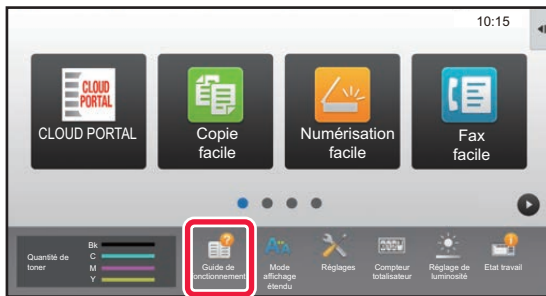 10:15
CLOUD
PORTAL
CLOUD PORTAL
Copie
facile
Numérisation
facile
Fax
facile
Quantité de
toner
Bk
C
M
Y
Guide de
fonctionnement
Mode
affichage
étendu
Réglages
Compteur
totalisateur
Réglage de
luminosité
Etat travail